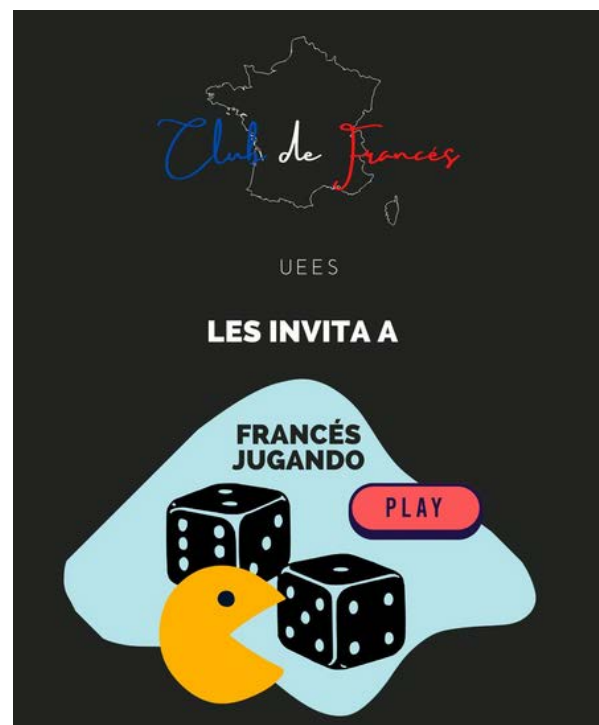 Club de Francés
UEES
LES INVITA A
FRANCÉS
JUGANDO
PLAY